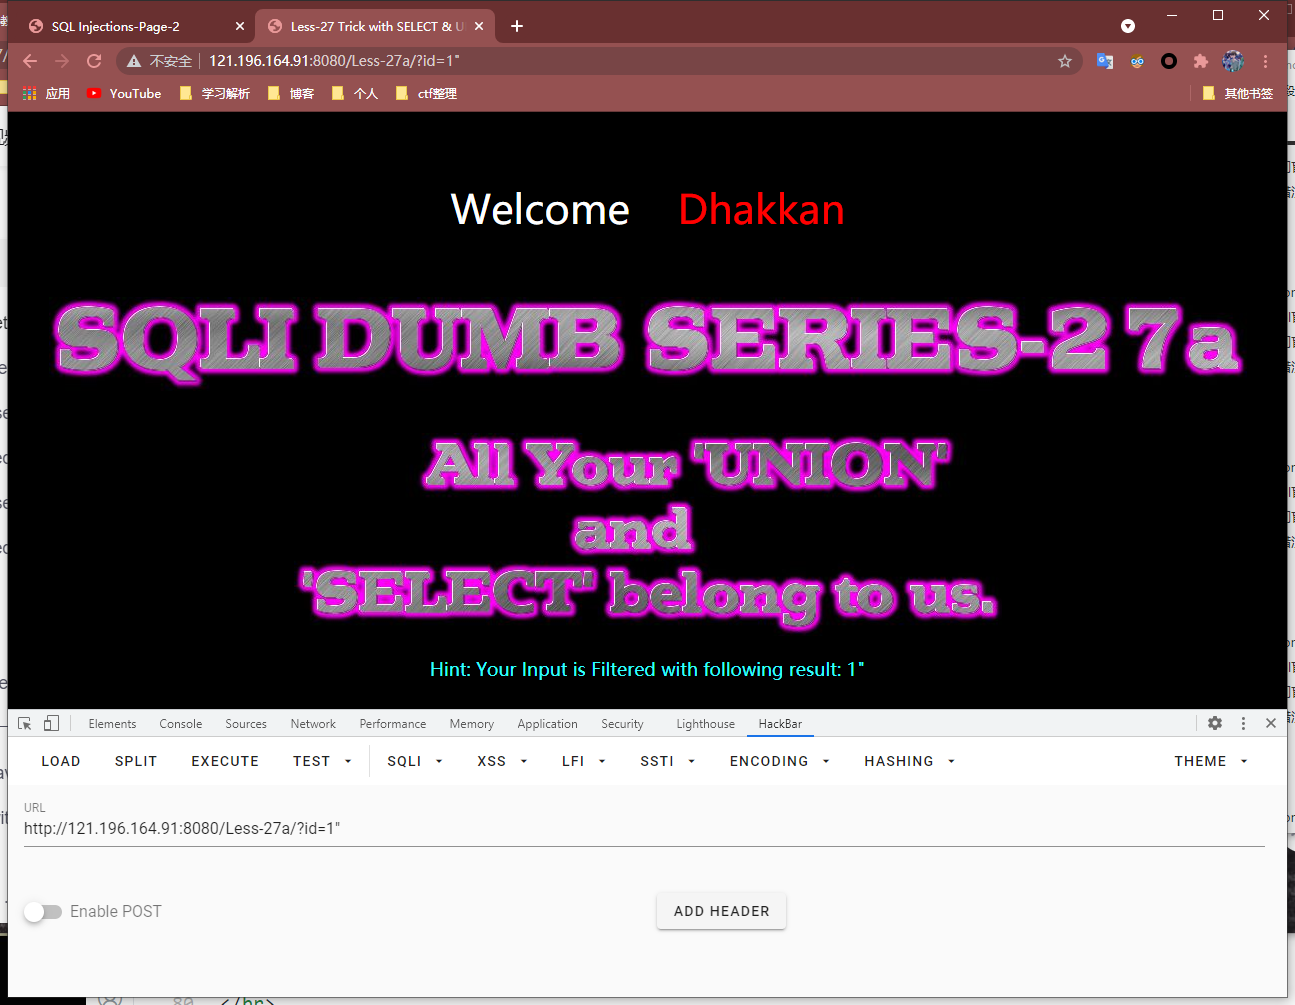 SQL Injections-Page-2
Less-27 Trick with SELECT & U
不安全 121.196.164.91:8080/Less-27a/?id=1"
应用 YouTube 学习解析 博客 个人 ctf整理 其他书签
Welcome Dhakkan
SQLI DUMB SERIES-27a
All Your 'UNION'
and
'SELECT' belong to us.
Hint: Your Input is Filtered with following result: 1"
Elements Console Sources Network Performance Memory Application Security Lighthouse HackBar
LOAD SPLIT EXECUTE TEST SQLI XSS LFI SSTI ENCODING HASHING THEME
URL
http://121.196.164.91:8080/Less-27a/?id=1"
Enable POST ADD HEADER